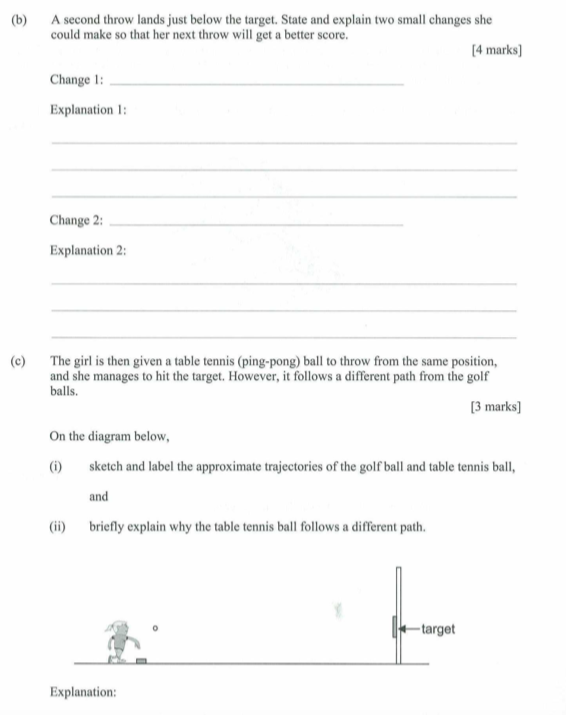 (b) A second throw lands just below the target. State and explain two small changes she
could make so that her next throw will get a better score.
[4 marks]
Change 1:
Explanation 1:
Change 2:
Explanation 2:
(c) The girl is then given a table tennis (ping-pong) ball to throw from the same position,
and she manages to hit the target. However, it follows a different path from the golf
balls.
[3 marks]
On the diagram below,
(i) sketch and label the approximate trajectories of the golf ball and table tennis ball,
and
(ii) briefly explain why the table tennis ball follows a different path.
target
Explanation: